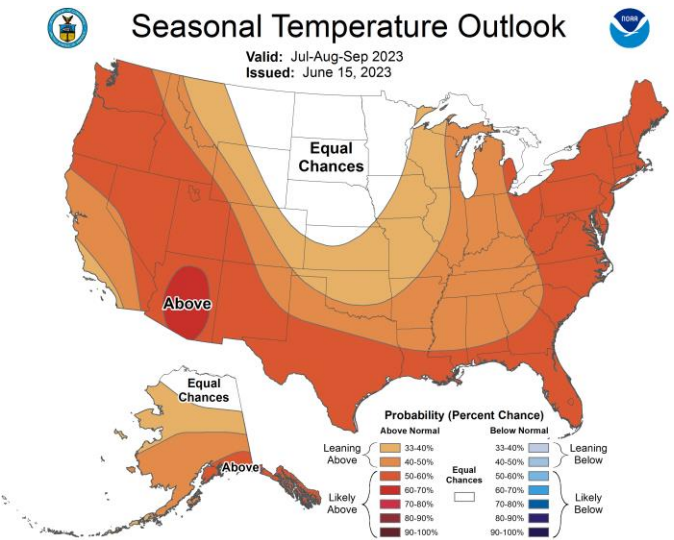 Seasonal Temperature Outlook
NOAA
Valid: Jul-Aug-Sep 2023
Issued: June 15, 2023
Equal
Chances
Above
Equal
Chances
Above
Probability (Percent Chance)
Above Normal
Below Normal
Leaning
Above
33-40%
40-50%
Likely
Above
50-60%
60-70%
70-80%
80-90%
90-100%
Equal
Chances
33-40%
40-50%
Leaning
Below
50-60%
60-70%
70-80%
80-90%
90-100%
Likely
Below